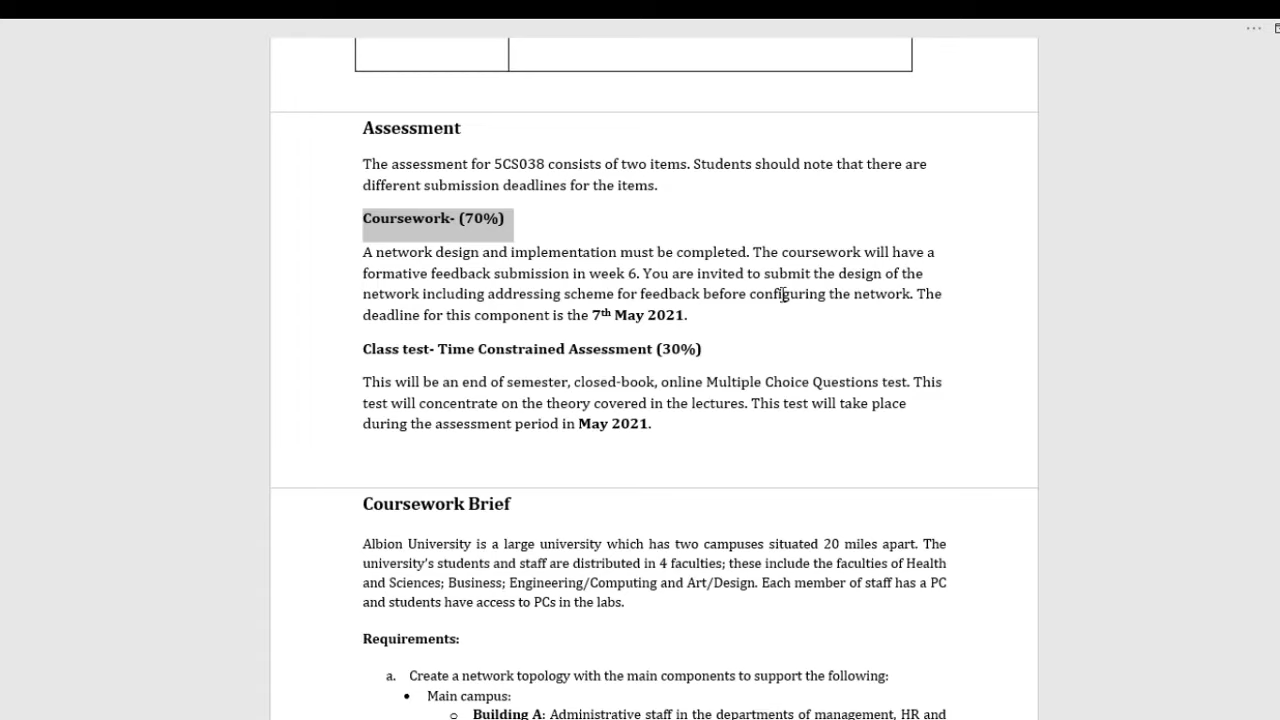 Assessment
The assessment for 5CS038 consists of two items. Students should note that there are
different submission deadlines for the items.
Coursework- (70%)
A network design and implementation must be completed. The coursework will have a
formative feedback submission in week 6. You are invited to submit the design of the
network including addressing scheme for feedback before configuring the network. The
deadline for this component is the 7th May 2021.
Class test- Time Constrained Assessment (30%)
This will be an end of semester, closed-book, online Multiple Choice Questions test. This
test will concentrate on the theory covered in the lectures. This test will take place
during the assessment period in May 2021.
Coursework Brief
Albion University is a large university which has two campuses situated 20 miles apart. The
university's students and staff are distributed in 4 faculties; these include the faculties of Health
and Sciences; Business; Engineering/Computing and Art/Design. Each member of staff has a PC
and students have access to PCs in the labs.
Requirements:
a. Create a network topology with the main components to support the following:
• Main campus:
o Building A: Administrative staff in the departments of management, HR and